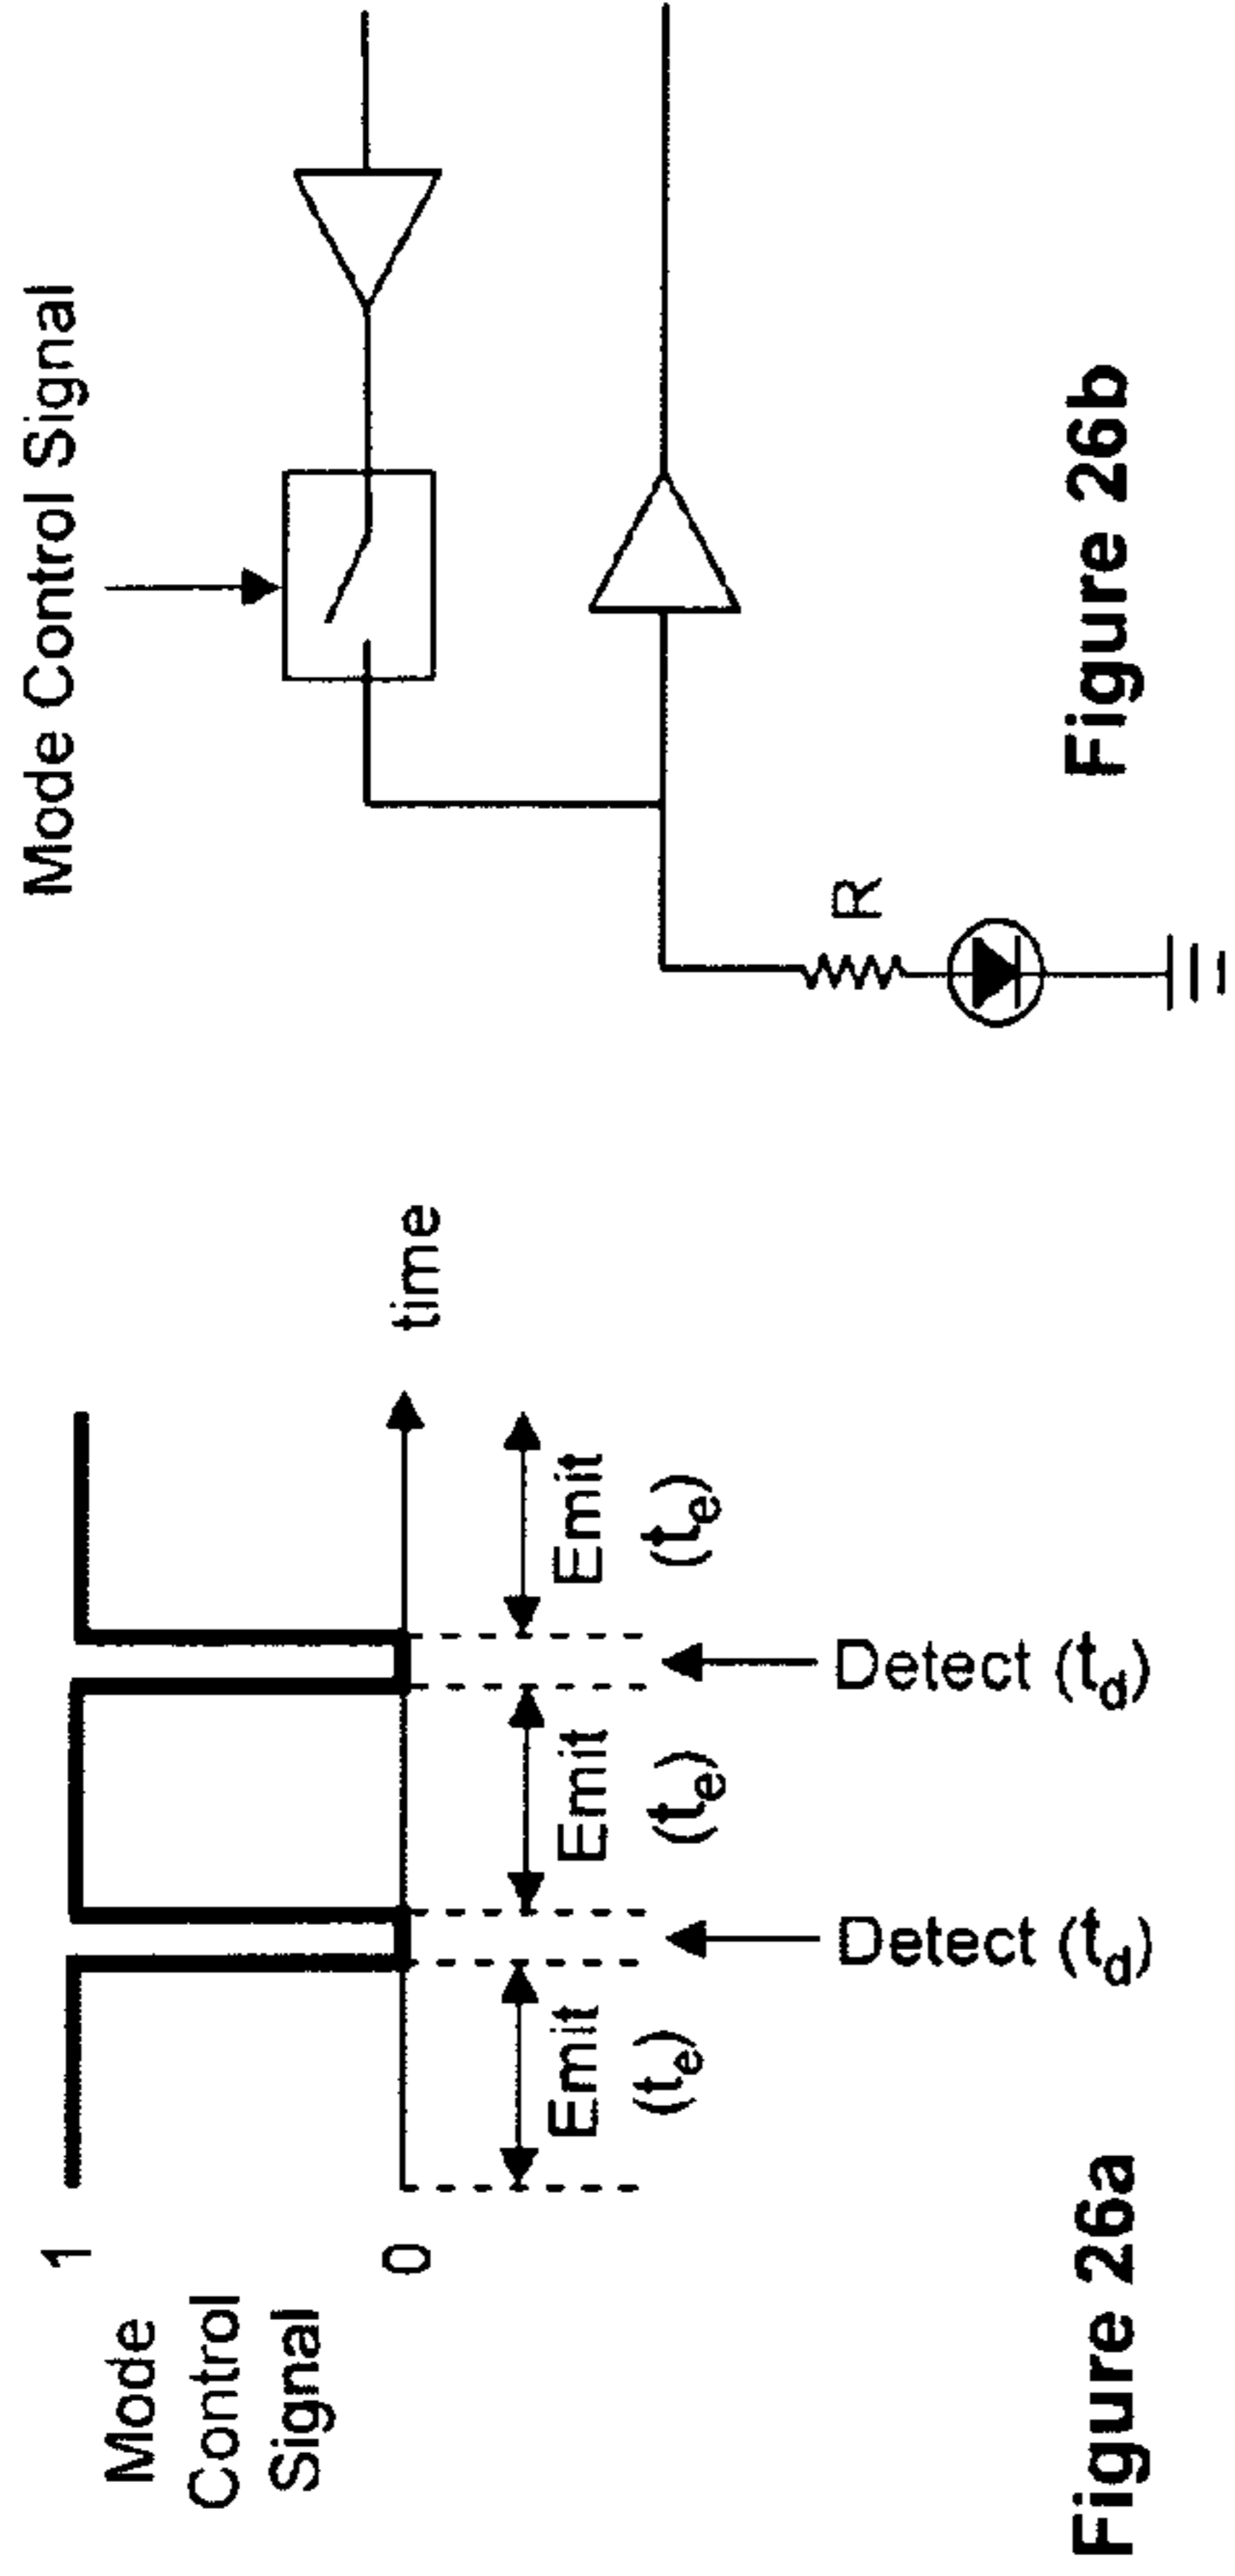 Mode
Control
Signal
1
0
time
Emit
(te)
Emit
(te)
Emit
(te)
Detect (td)
Detect (td)
Figure 26a
Mode Control Signal
R
Figure 26b